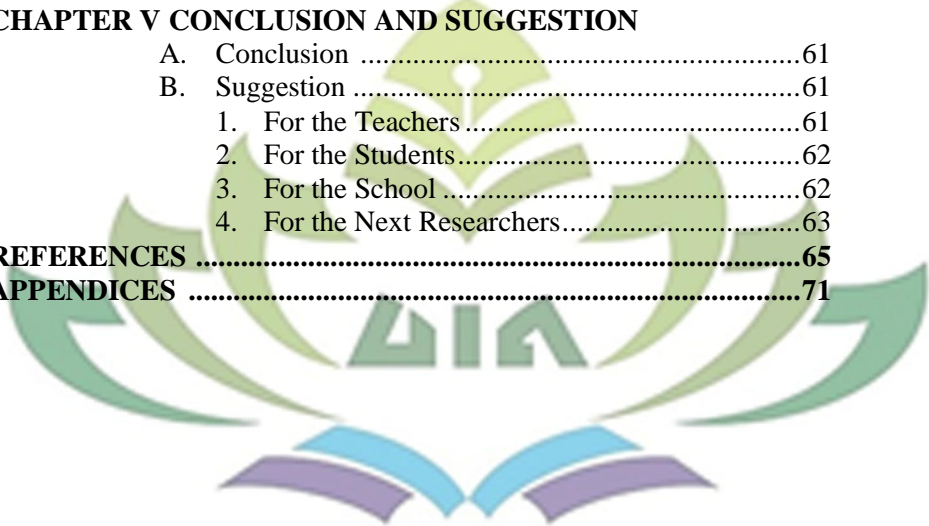 CHAPTER V CONCLUSION AND SUGGESTION
A. Conclusion ..........................................................61
B. Suggestion ...........................................................61
1. For the Teachers .............................................61
2. For the Students..............................................62
3. For the School ................................................62
4. For the Next Researchers................................63
REFERENCES .................................................................................65
APPENDICES ..................................................................................71
UIN